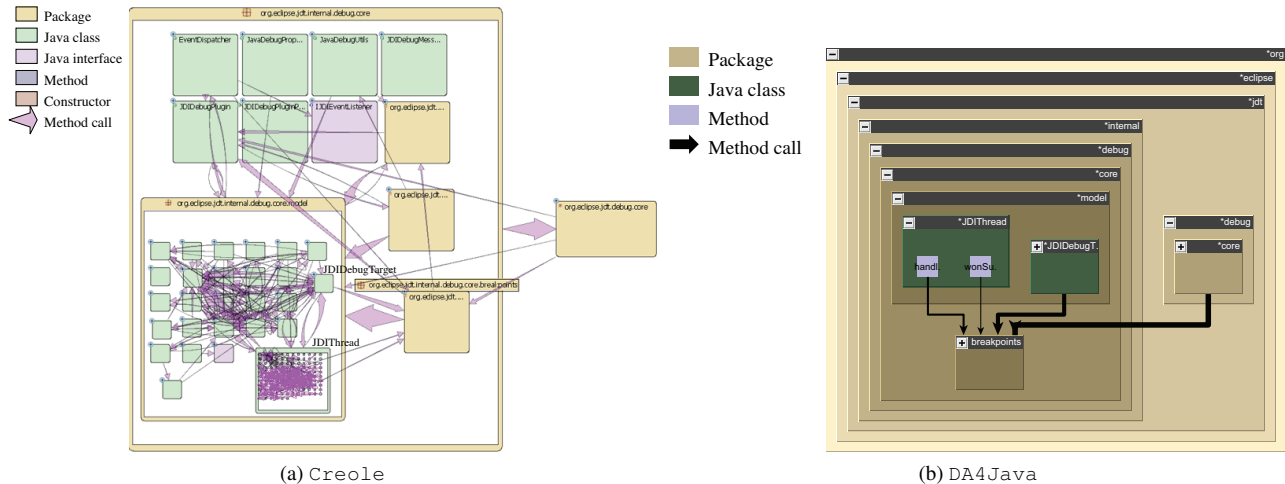 Package
Java class
Java interface
Method
Constructor
Method call
org.eclipse.jdt.internal.debug.core
EventDispatcher
JavaDebugProp...
JavaDebugUtils
JDIDebugMess...
JDIDebugPlugin
JDIDebugPluginP...
IJDIEventListener
org.eclipse.jdt....
org.eclipse.jdt....
org.eclipse.jdt.internal.debug.core.model
org.eclipse.jdt.debug.core
JDIDebugTarget
org.eclipse.jdt.internal.debug.core.breakpoints
org.eclipse.jdt....
JDIThread
(a) Creole
Package
Java class
Method
Method call
*org
*eclipse
*jdt
*internal
*debug
*core
*model
*JDIThread
*JDIDebugT.
handl.
wonSu.
*debug
*core
breakpoints
(b) DA4Java